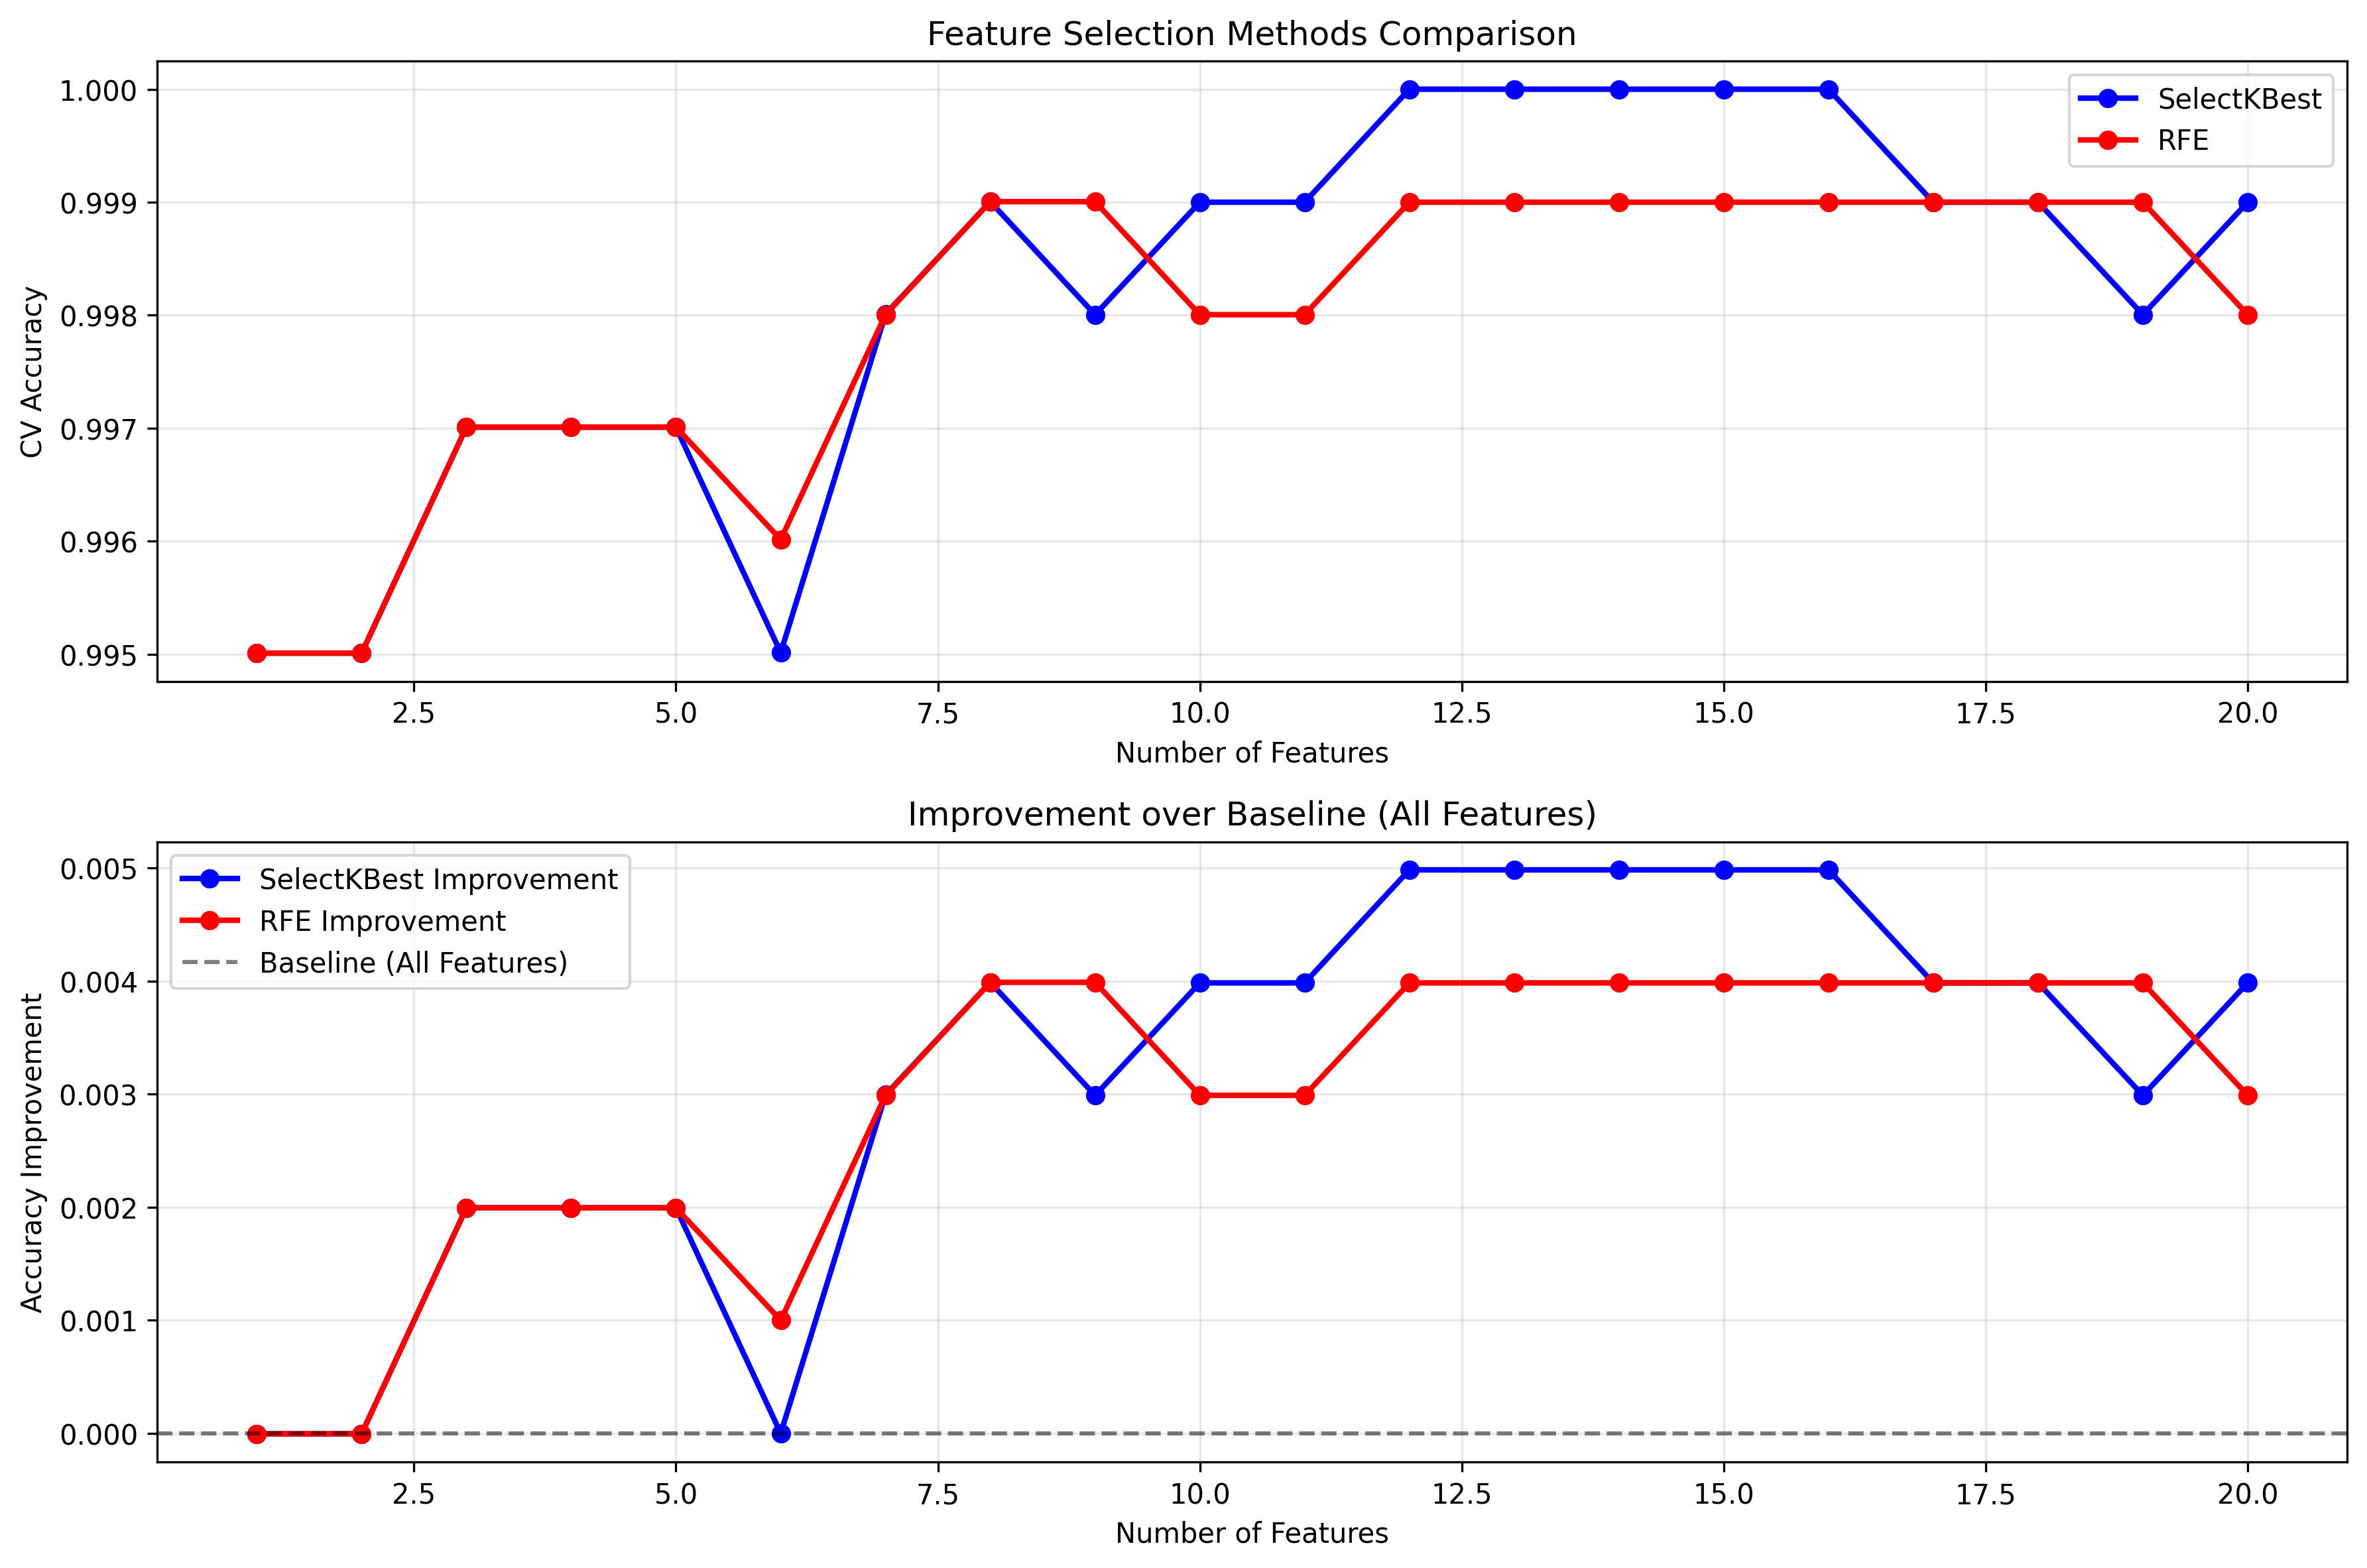 Feature Selection Methods Comparison
1.000
0.999
0.998
0.997
0.996
0.995
CV Accuracy
SelectKBest
RFE
2.5 5.0 7.5 10.0 12.5 15.0 17.5 20.0
Number of Features
Improvement over Baseline (All Features)
0.005
0.004
0.003
0.002
0.001
0.000
Accuracy Improvement
SelectKBest Improvement
RFE Improvement
Baseline (All Features)
2.5 5.0 7.5 10.0 12.5 15.0 17.5 20.0
Number of Features